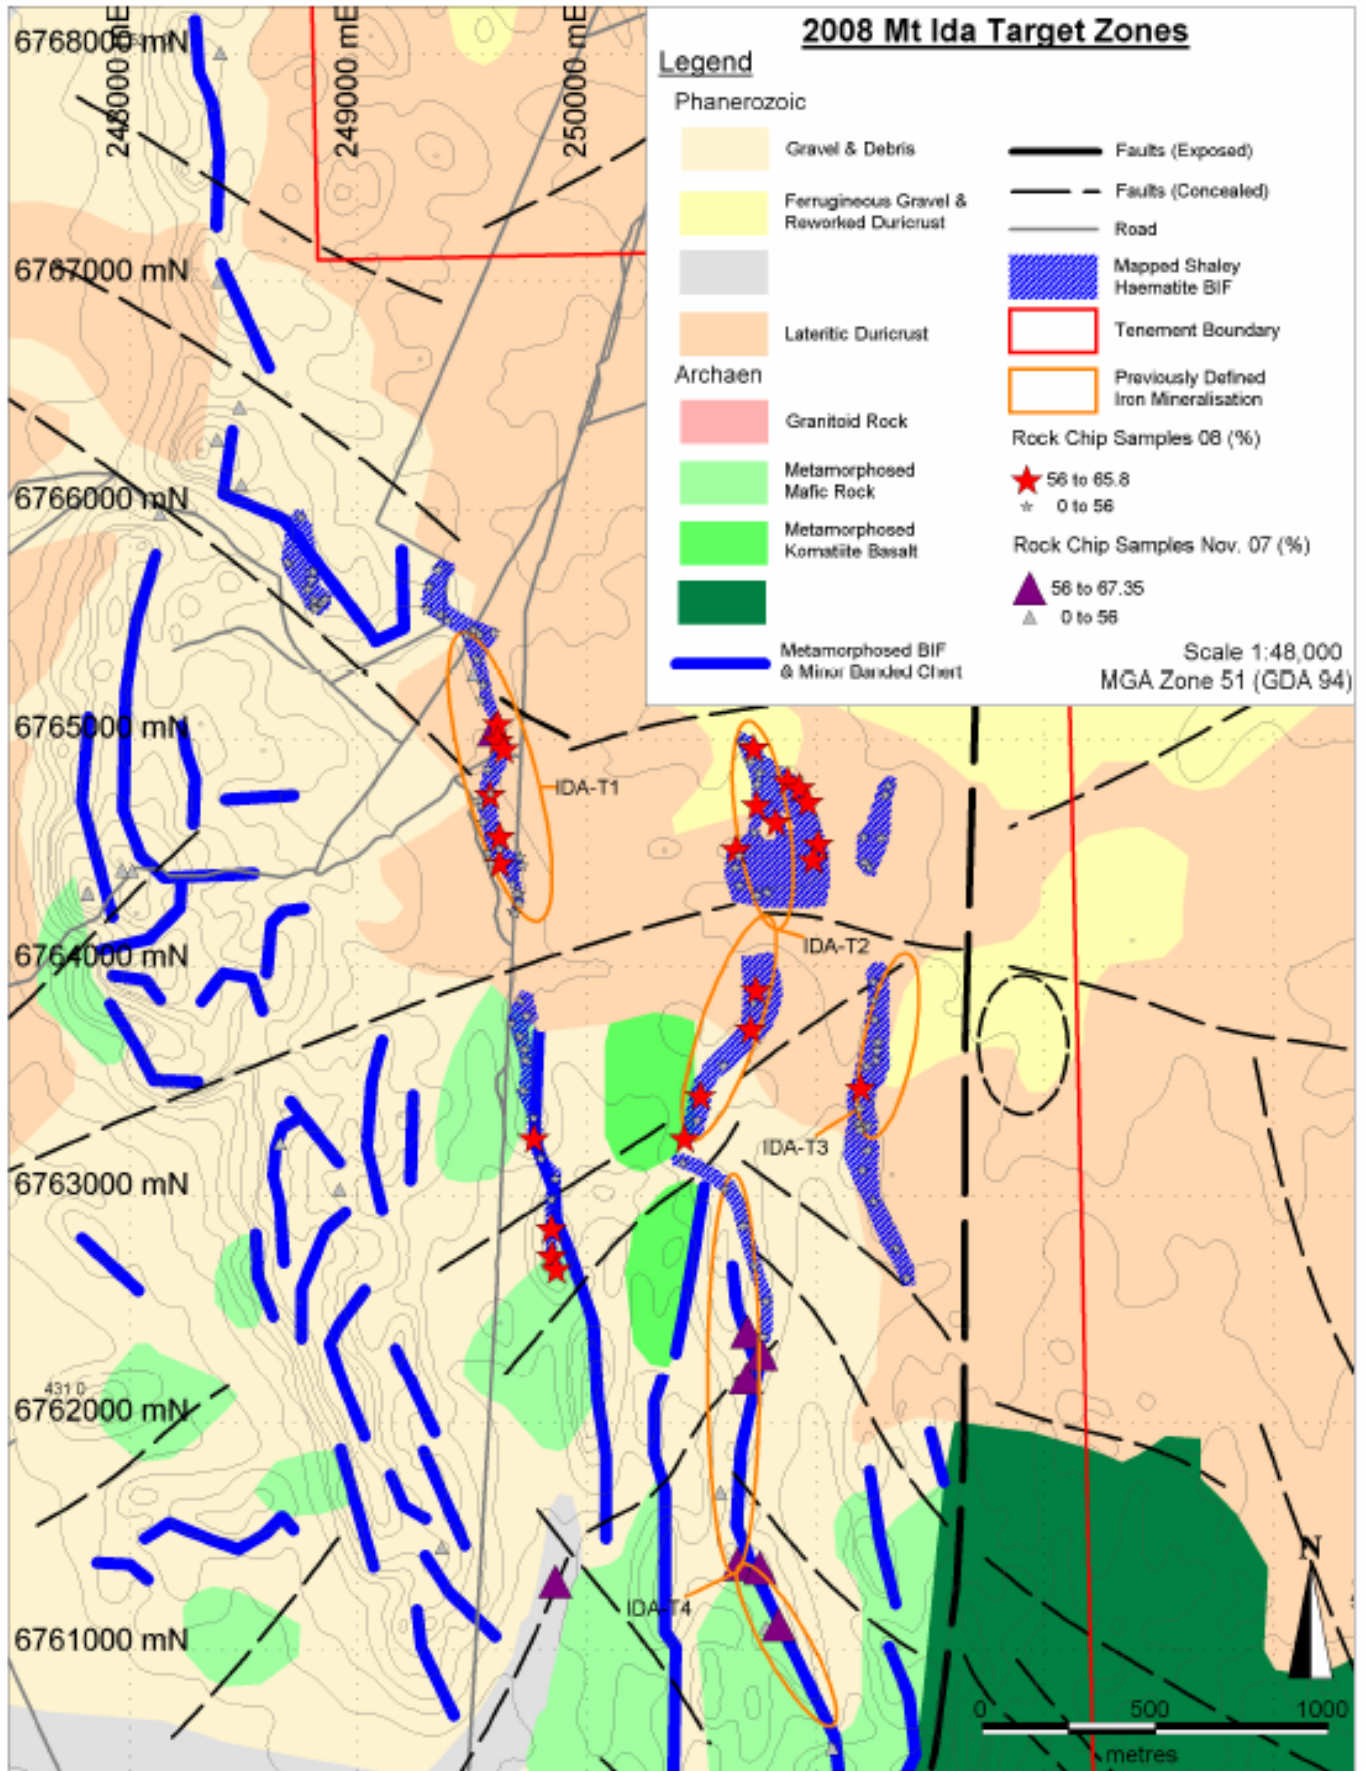 2008 Mt Ida Target Zones
Legend
Phanerozoic
Gravel & Debris
Ferrugineous Gravel &
Reworked Duricrust
Lateritic Duricrust
Archaen
Granitoid Rock
Metamorphosed
Mafic Rock
Metamorphosed
Komatiite Basalt
Metamorphosed BIF
& Minor Banded Chert
Faults (Exposed)
Faults (Concealed)
Road
Mapped Shaley
Haematite BIF
Tenement Boundary
Previously Defined
Iron Mineralisation
Rock Chip Samples 08 (%)
56 to 65.8
0 to 56
Rock Chip Samples Nov. 07 (%)
56 to 67.35
0 to 56
Scale 1:48,000
MGA Zone 51 (GDA 94)
248000 mE
249000 mE
250000 mE
6768000 mN
6767000 mN
6766000 mN
6765000 mN
IDA-T1
IDA-T2
6764000 mN
IDA-T3
6763000 mN
431 0
6762000 mN
IDA-T4
6761000 mN
N
0 500 1000
metres